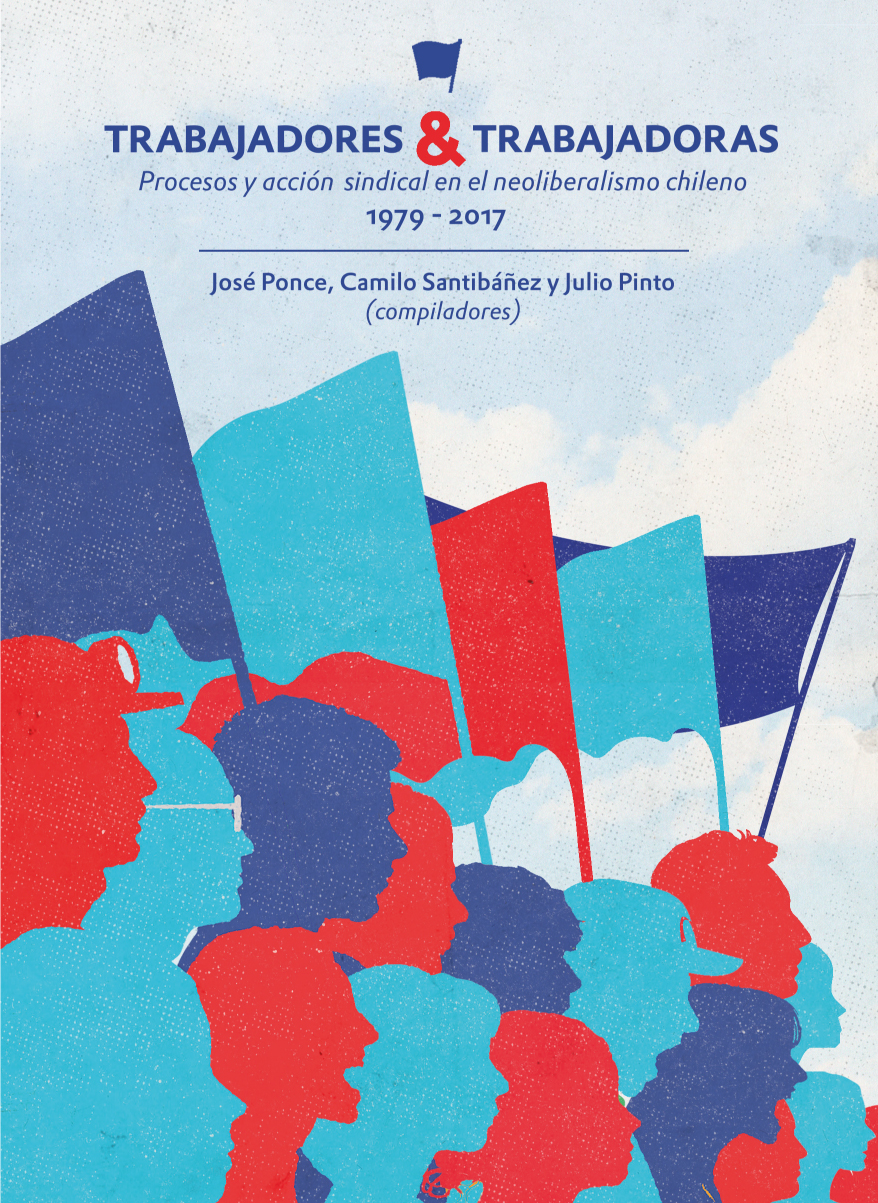 TRABAJADORES & TRABAJADORAS
Procesos y acción sindical en el neoliberalismo chileno
1979 - 2017
José Ponce, Camilo Santibáñez y Julio Pinto
(compiladores)